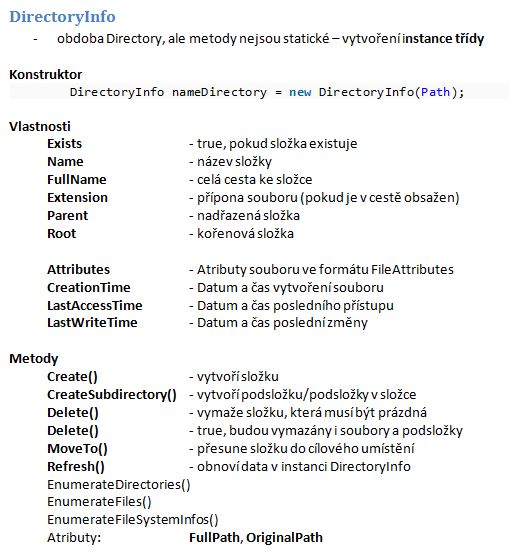 DirectoryInfo
- obdoba Directory, ale metody nejsou statické – vytvoření instance třídy
Konstruktor
DirectoryInfo nameDirectory = new DirectoryInfo(Path);
Vlastnosti
Exists - true, pokud složka existuje
Name - název složky
FullName - celá cesta ke složce
Extension - přípona souboru (pokud je v cestě obsažen)
Parent - nadřazená složka
Root - kořenová složka
Attributes - Atributy souboru ve formátu FileAttributes
CreationTime - Datum a čas vytvoření souboru
LastAccessTime - Datum a čas posledního přístupu
LastWriteTime - Datum a čas poslední změny
Metody
Create() - vytvoří složku
CreateSubdirectory() - vytvoří podsložku/podsložky v složce
Delete() - vymaže složku, která musí být prázdná
Delete() - true, budou vymazány i soubory a podsložky
MoveTo() - přesune složku do cílového umístění
Refresh() - obnoví data v instanci DirectoryInfo
EnumerateDirectories()
EnumerateFiles()
EnumerateFileSystemInfos()
Atributy: FullPath, OriginalPath